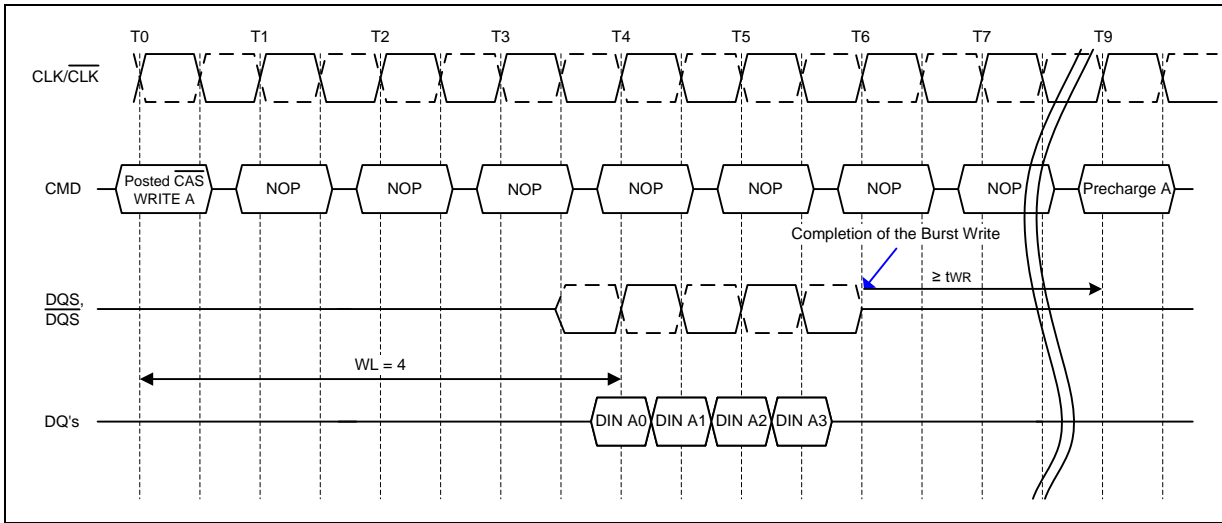 T0 T1 T2 T3 T4 T5 T6 T7 T9
CLK/CLK
CMD
Posted CAS
WRITE A
NOP NOP NOP NOP NOP NOP NOP Precharge A
Completion of the Burst Write
≥ tWR
DQS,
DQS
WL = 4
DQ's
DIN A0 DIN A1 DIN A2 DIN A3